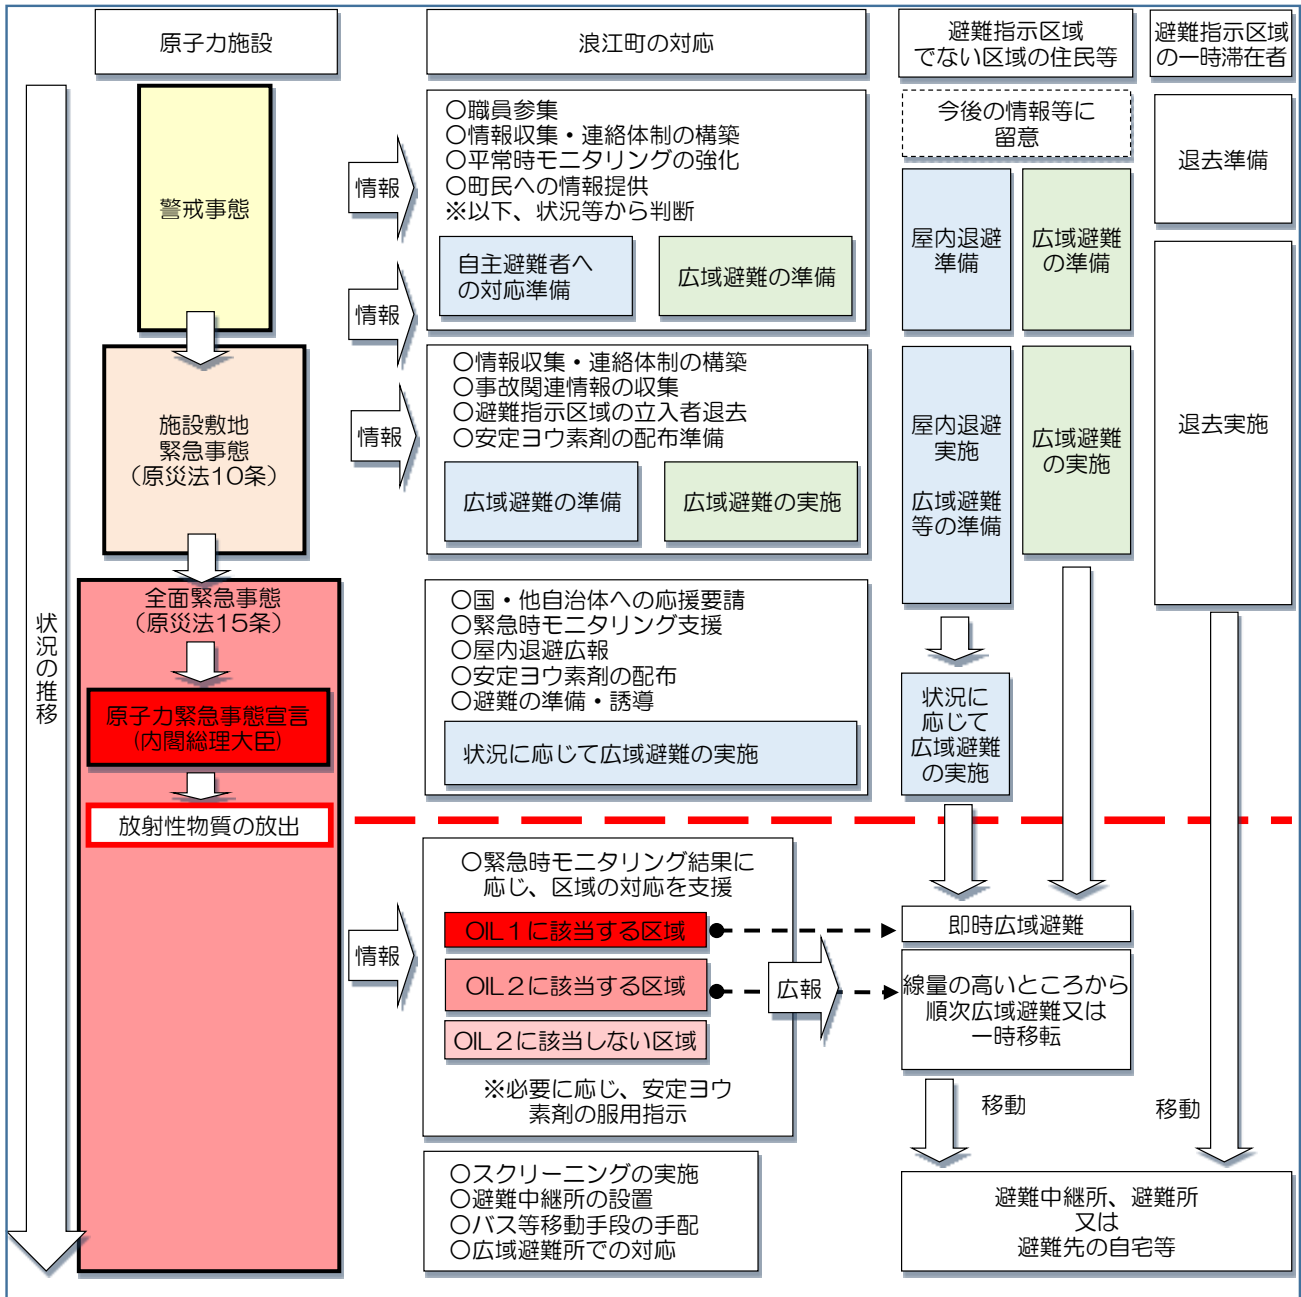 原子力施設
浪江町の対応
避難指示区域
でない区域の住民等
避難指示区域
の一時滞在者
状況の推移
警戒事態
情報
○職員参集
○情報収集・連絡体制の構築
○平常時モニタリングの強化
○町民への情報提供
※以下、状況等から判断
自主避難者へ
の対応準備
広域避難の準備
今後の情報等に
留意
屋内退避
準備
広域避難
の準備
退去準備
情報
施設敷地
緊急事態
(原災法10条)
情報
○情報収集・連絡体制の構築
○事故関連情報の収集
○避難指示区域の立入者退去
○安定ヨウ素剤の配布準備
広域避難の準備
広域避難の実施
屋内退避
実施
広域避難
等の準備
広域避難
の実施
退去実施
全面緊急事態
(原災法15条)
原子力緊急事態宣言
(内閣総理大臣)
放射性物質の放出
○国・他自治体への応援要請
○緊急時モニタリング支援
○屋内退避広報
○安定ヨウ素剤の配布
○避難の準備・誘導
状況に応じて広域避難の実施
状況に
応じて
広域避難
の実施
情報
○緊急時モニタリング結果に
応じ、区域の対応を支援
OIL1に該当する区域
OIL2に該当する区域
OIL2に該当しない区域
※必要に応じ、安定ヨウ
素剤の服用指示
広報
即時広域避難
線量の高いところから
順次広域避難又は
一時移転
移動
移動
○スクリーニングの実施
○避難中継所の設置
○バス等移動手段の手配
○広域避難所での対応
避難中継所、避難所
又は
避難先の自宅等